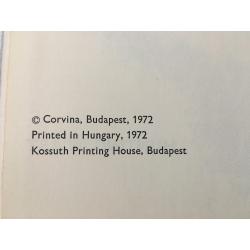 © Corvina, Budapest, 1972
Printed in Hungary, 1972
Kossuth Printing House, Budapest